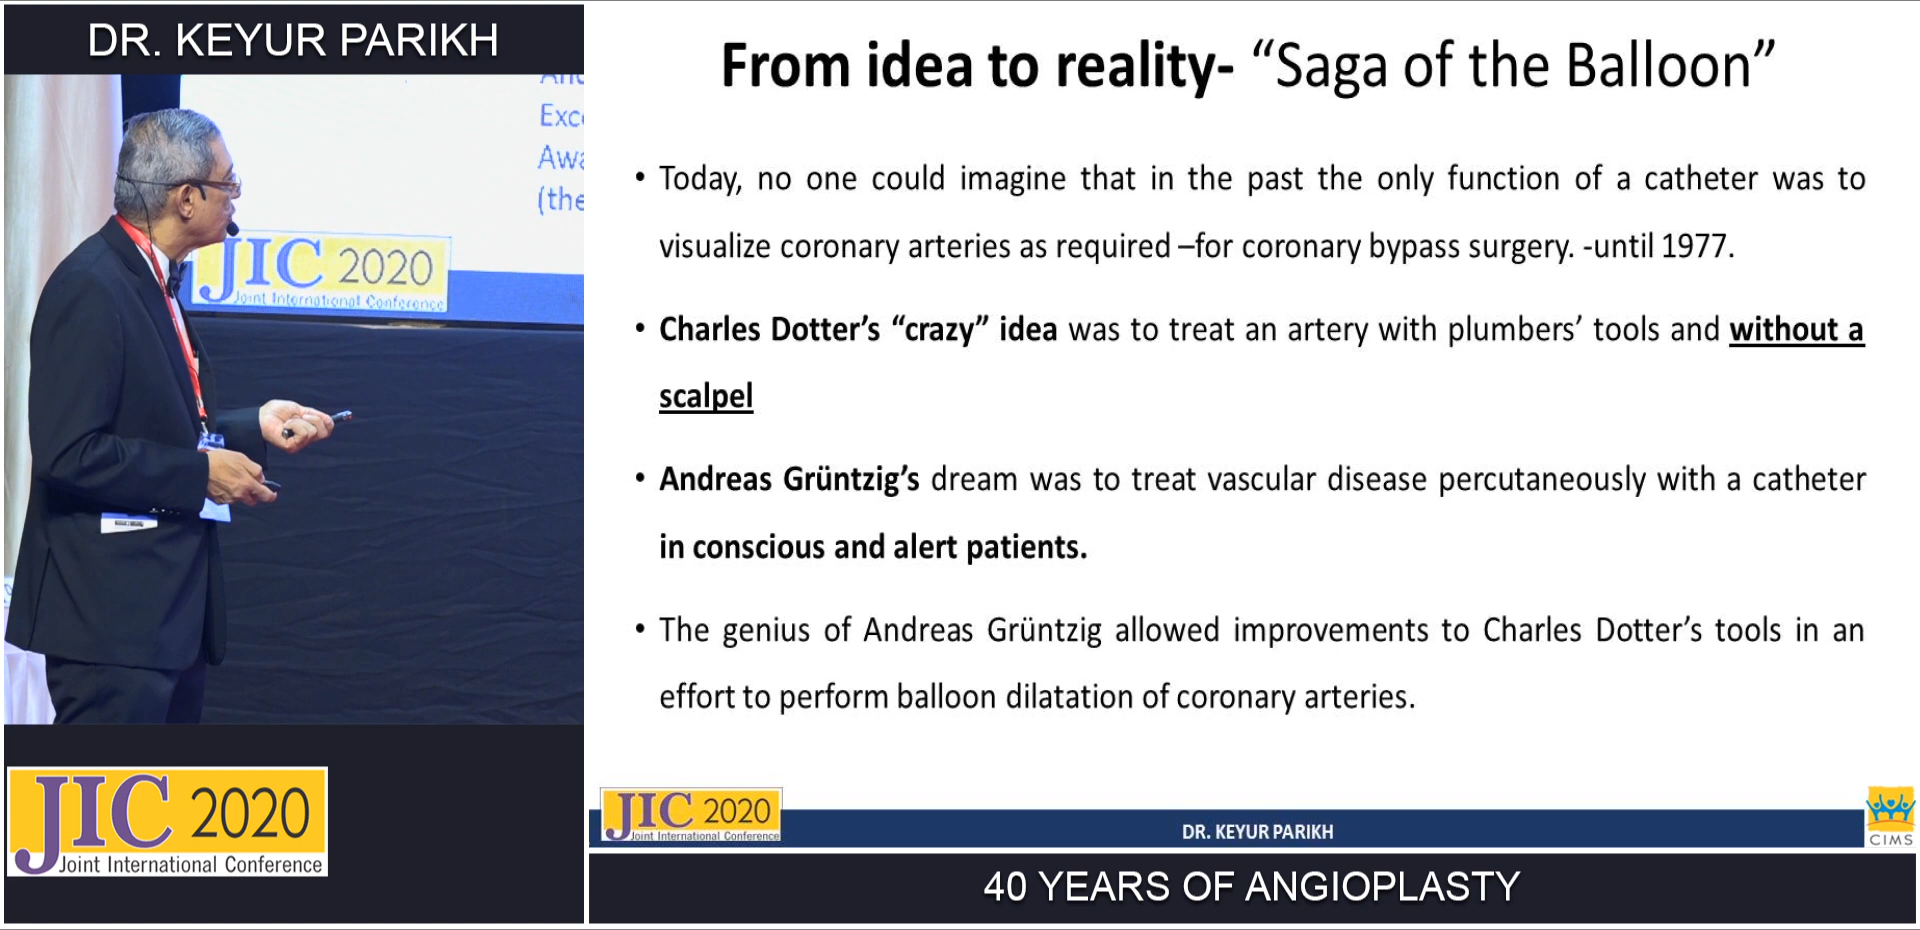 DR. KEYUR PARIKH
Exc
Awa
(the
JIC 2020
Joint International Conference
JIC 2020
Joint International Conference
From idea to reality- “Saga of the Balloon”
• Today, no one could imagine that in the past the only function of a catheter was to
visualize coronary arteries as required –for coronary bypass surgery. -until 1977.
• Charles Dotter’s “crazy” idea was to treat an artery with plumbers’ tools and without a
scalpel
• Andreas Grüntzig’s dream was to treat vascular disease percutaneously with a catheter
in conscious and alert patients.
• The genius of Andreas Grüntzig allowed improvements to Charles Dotter’s tools in an
effort to perform balloon dilatation of coronary arteries.
JIC 2020
Joint International Conference
DR. KEYUR PARIKH
CIMS
40 YEARS OF ANGIOPLASTY